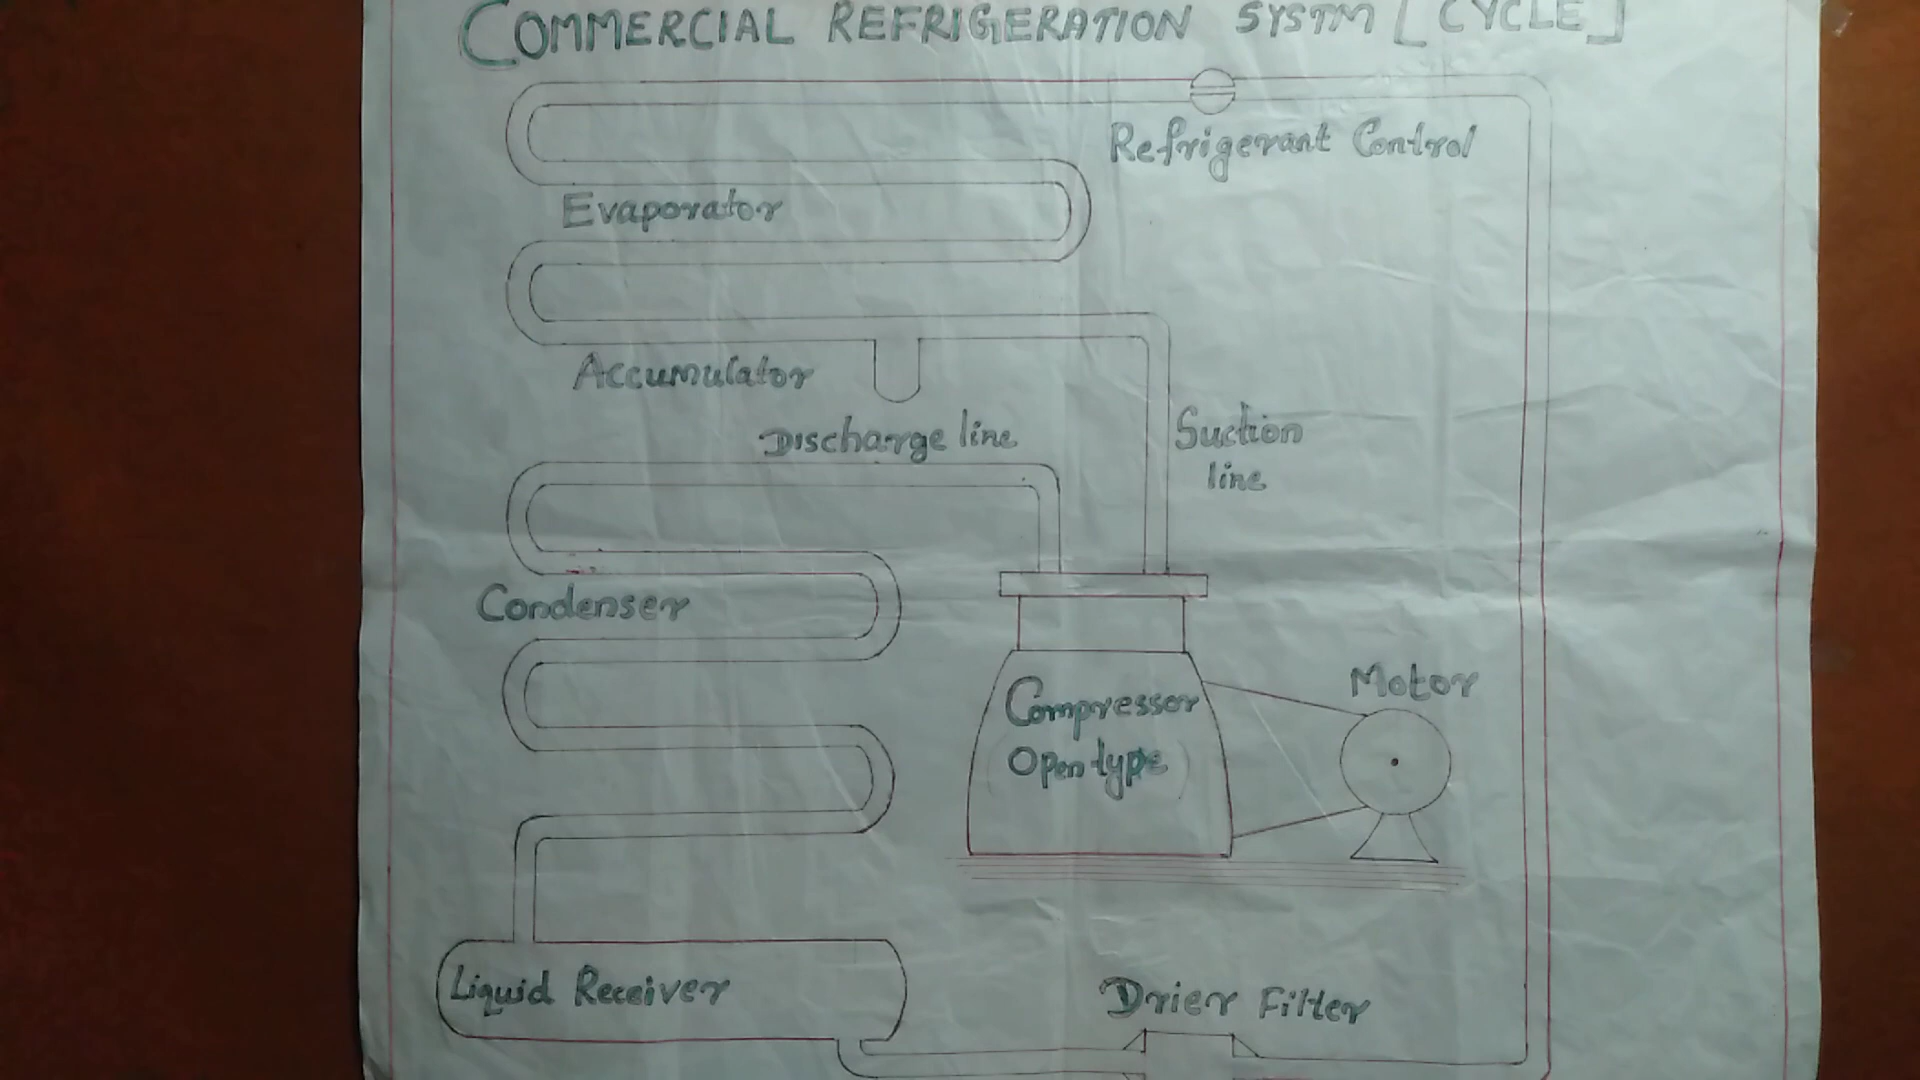 COMMERCIAL REFRIGERATION SYSTM [CYCLE]
Refrigerant Control
Evaporator
Accumulator
Discharge line
Suction
line
Condenser
Compressor
Open type
Motor
Liquid Receiver
Drier Filter